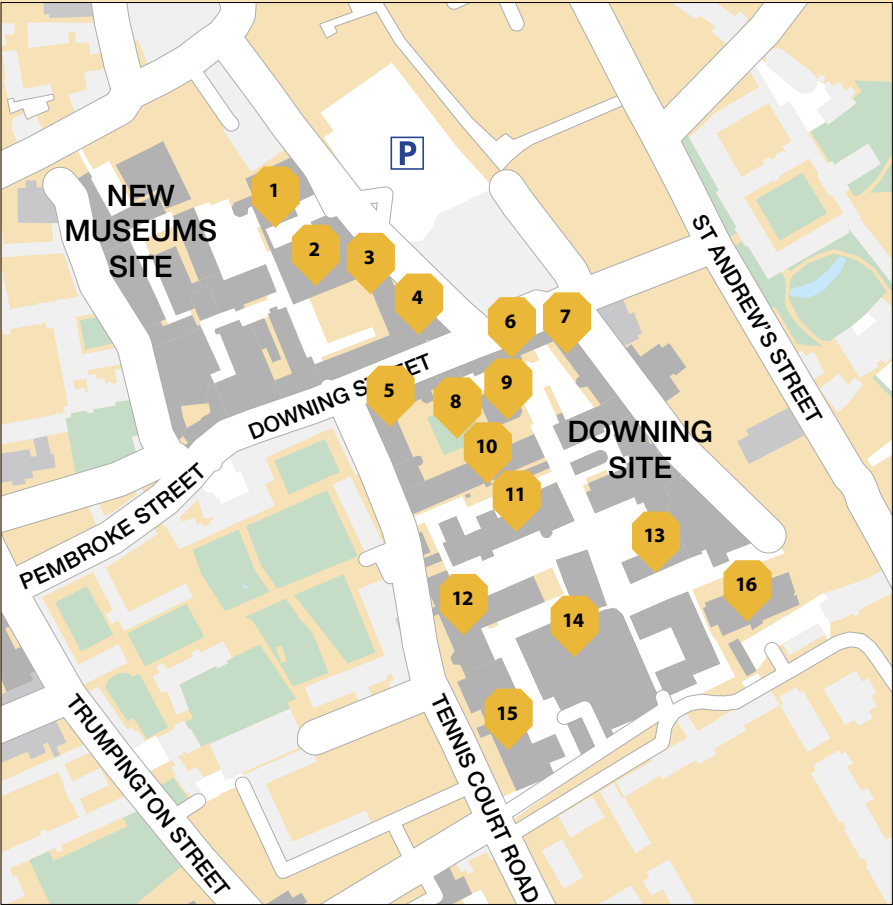 P
1
NEW
MUSEUMS
SITE
2
3
4
ST ANDREW'S STREET
6
7
DOWNING STREET
5
9
8
DOWNING
SITE
10
11
PEMBROKE STREET
13
16
12
14
15
TRUMPINGTON STREET
TENNIS COURT ROAD